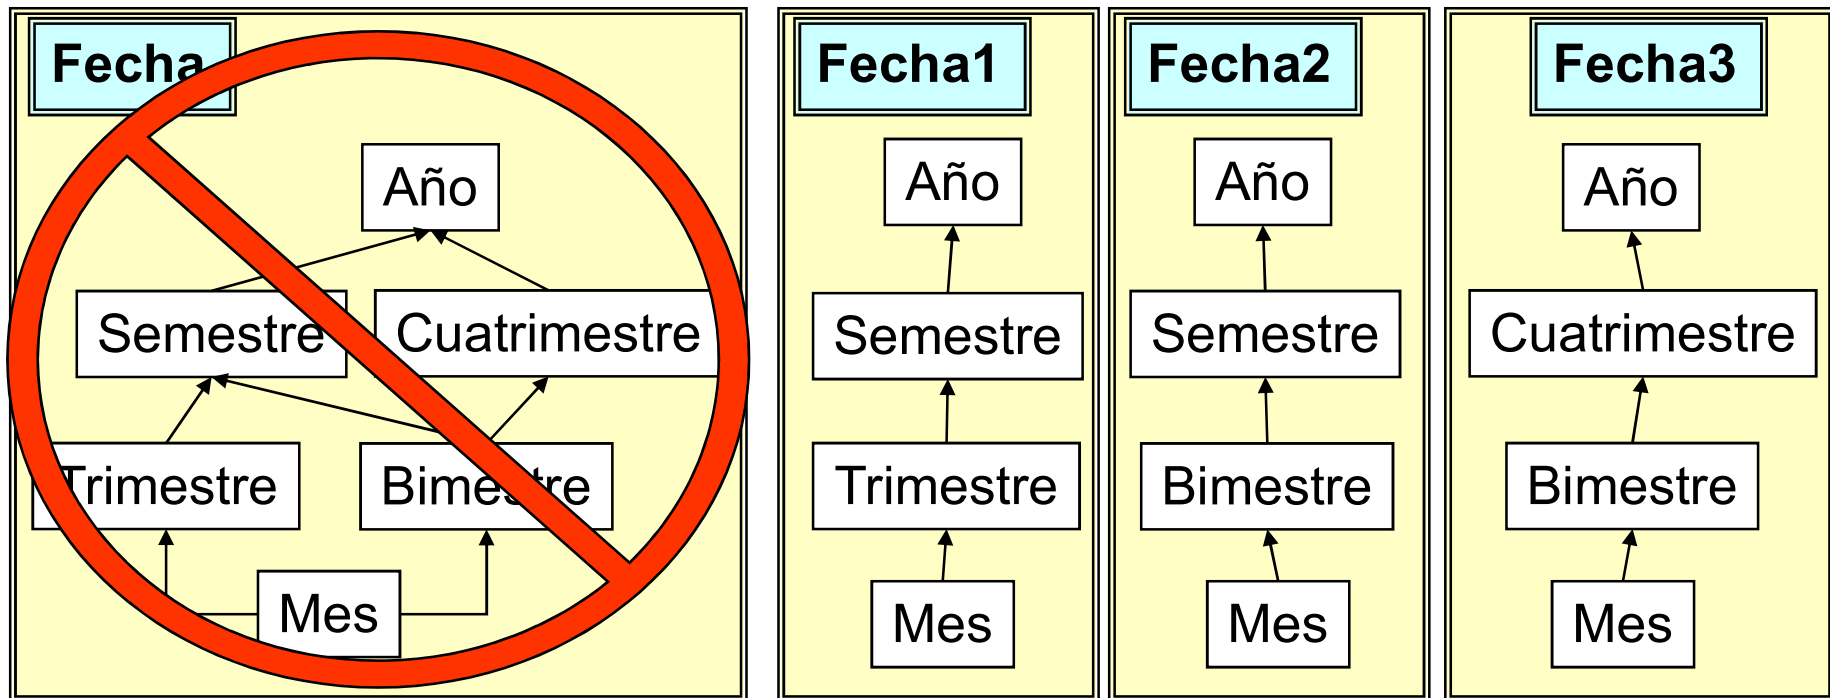 Fecha
Año
Semestre
Cuatrimestre
Trimestre
Bimestre
Mes
Fecha1
Año
Semestre
Trimestre
Mes
Fecha2
Año
Semestre
Bimestre
Mes
Fecha3
Año
Cuatrimestre
Bimestre
Mes